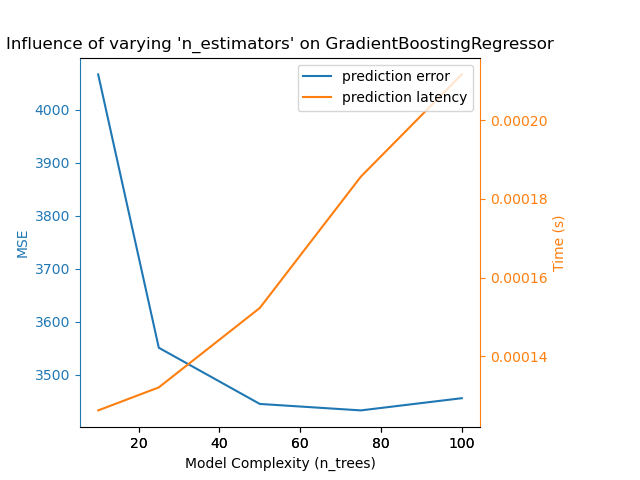 Influence of varying 'n_estimators' on GradientBoostingRegressor
prediction error
prediction latency
4000
3900
3800
3700
3600
3500
MSE
0.00020
0.00018
0.00016
0.00014
Time (s)
20 40 60 80 100
Model Complexity (n_trees)